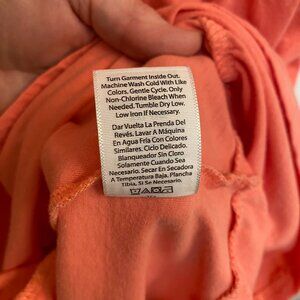 Turn Garment Inside Out.
Machine Wash Cold With Like
Colors, Gentle Cycle. Only
Non-Chlorine Bleach When
Needed. Tumble Dry Low.
Low Iron If Necessary.
Dar Vuelta La Prenda Del
Revés. Lavar A Máquina
En Agua Fría Con Colores
Similares. Ciclo Delicado.
Blanqueador Sin Cloro
Solamente Cuando Sea
Necesario. Secar En Secadora
A Temperatura Baja, Plancha
Tibia, Si Se Necesario.